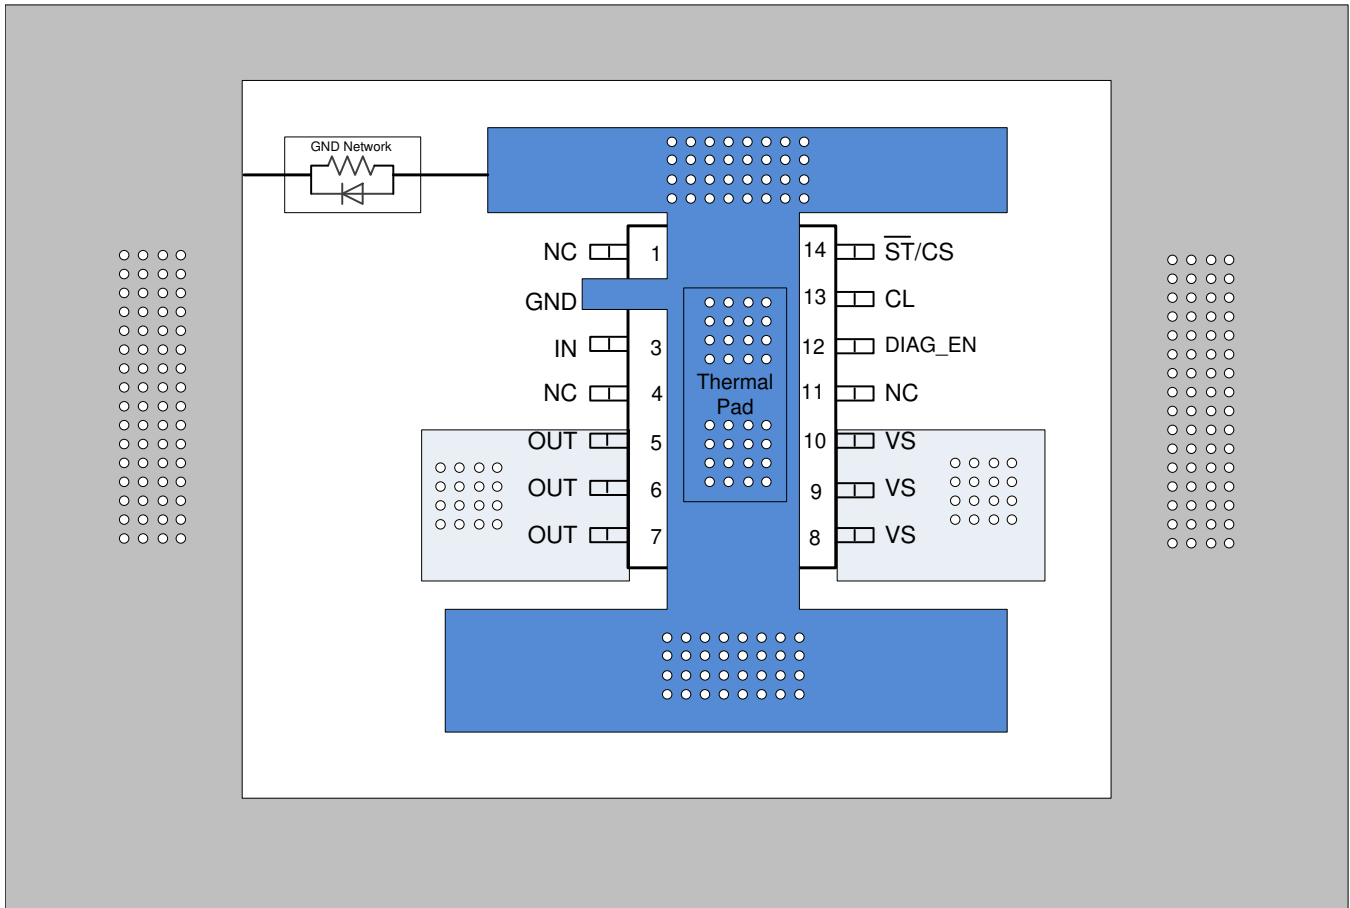 GND Network
NC 1 14 S̅T̅/CS
GND 13 CL
IN 3 12 DIAG_EN
NC 4 11 NC
Thermal
Pad
OUT 5 10 VS
OUT 6 9 VS
OUT 7 8 VS